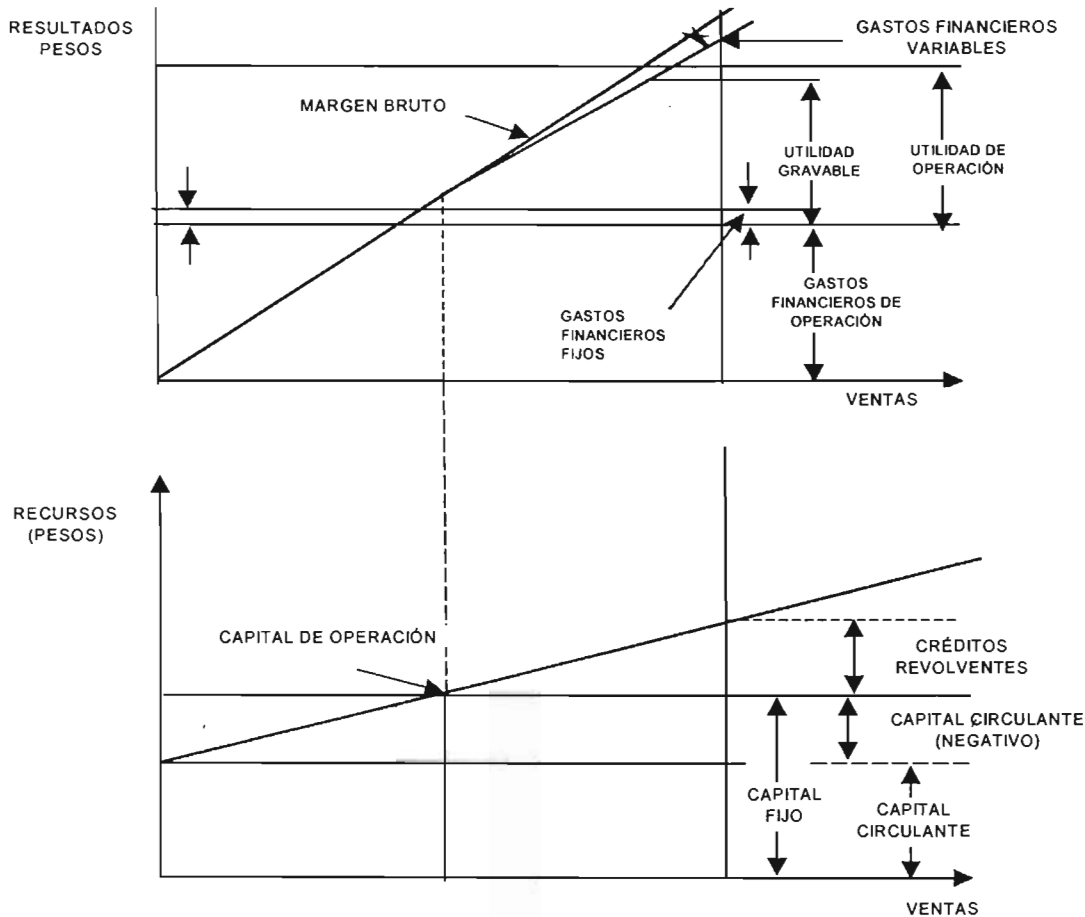 RESULTADOS
PESOS
GASTOS FINANCIEROS
VARIABLES
MARGEN BRUTO
UTILIDAD
GRAVABLE
UTILIDAD DE
OPERACIÓN
GASTOS
FINANCIEROS
FIJOS
GASTOS
FINANCIEROS DE
OPERACIÓN
VENTAS
RECURSOS
(PESOS)
CAPITAL DE OPERACIÓN
CRÉDITOS
REVOLVENTES
CAPITAL CIRCULANTE
(NEGATIVO)
CAPITAL
FIJO
CAPITAL
CIRCULANTE
VENTAS